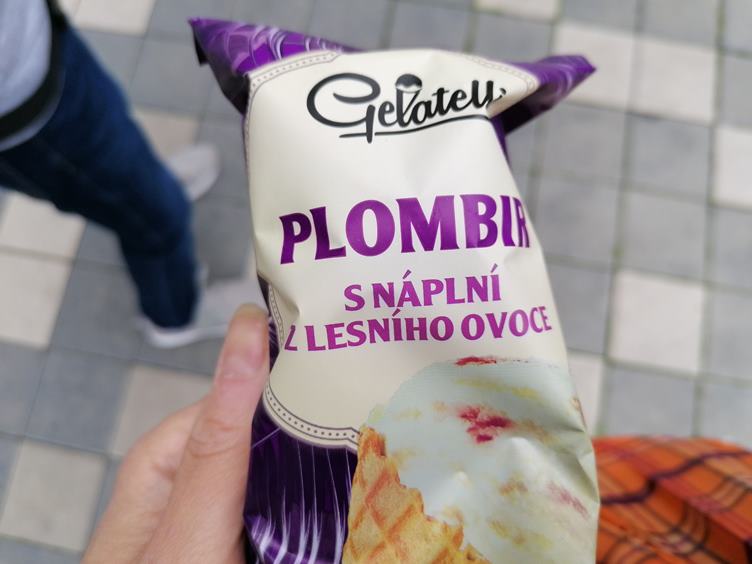 Gelatelli
PLOMBIR
S NÁPLNÍ
Z LESNÍHO OVOCE